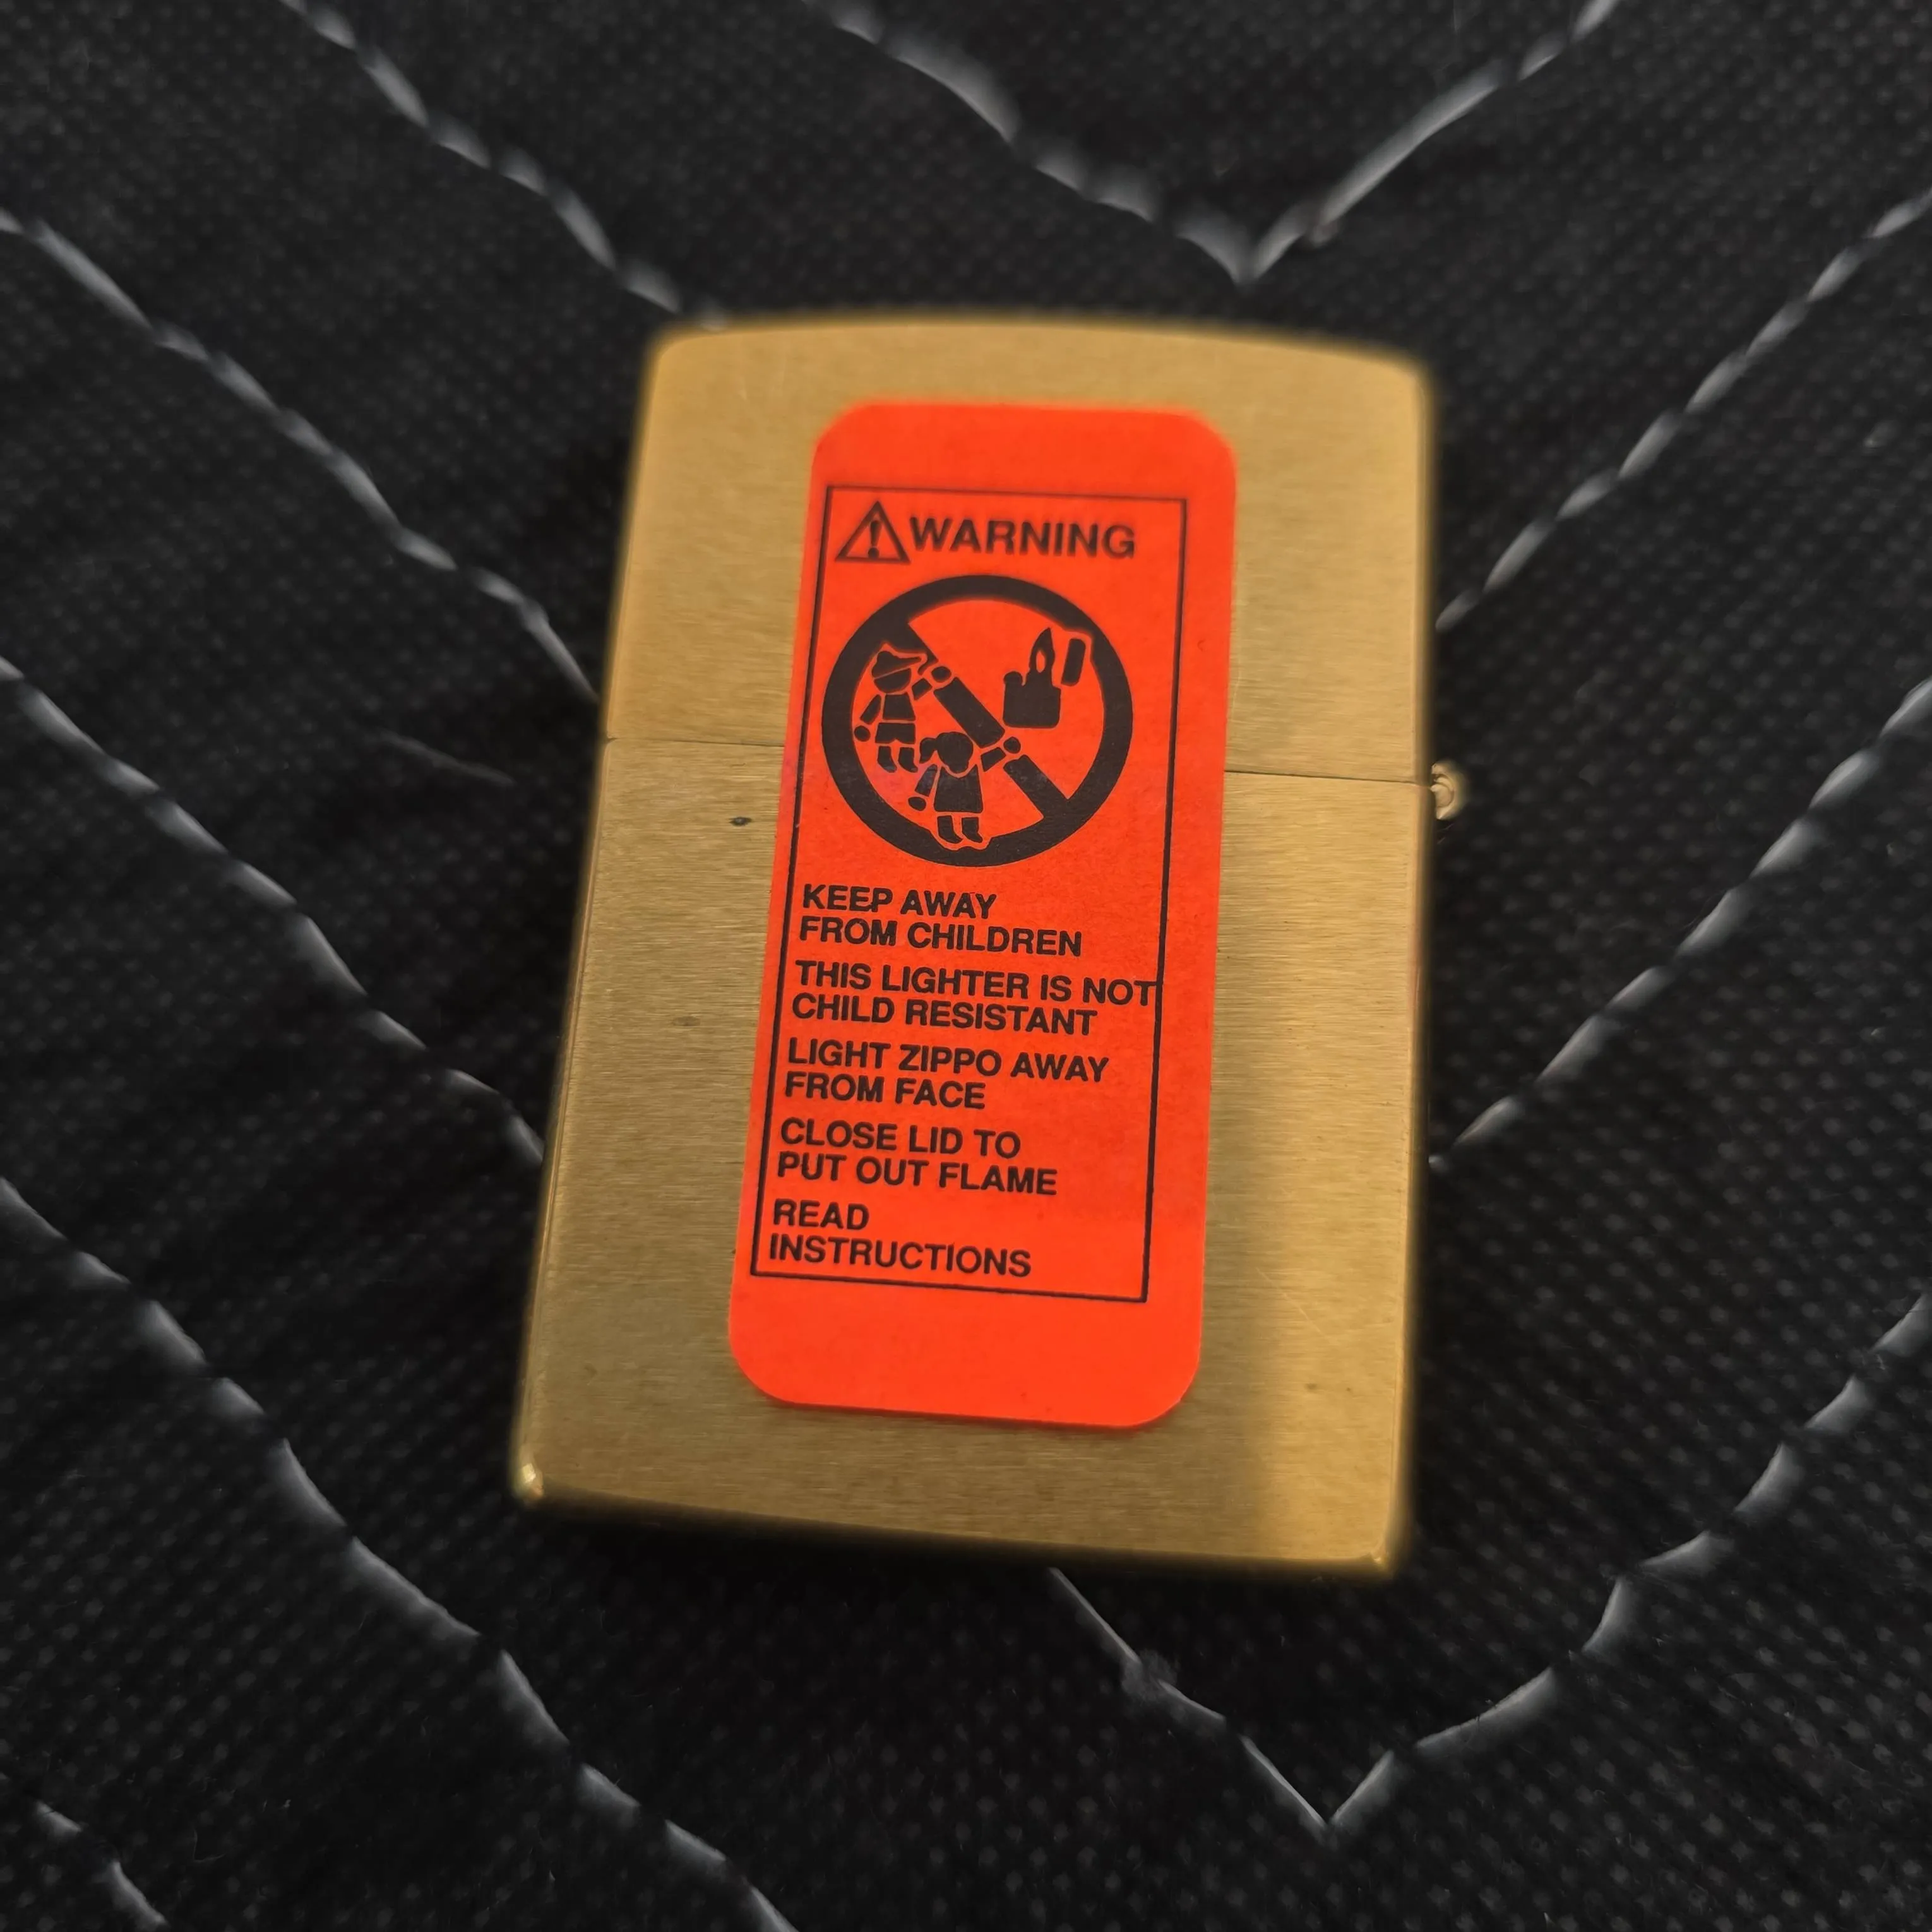 WARNING
KEEP AWAY
FROM CHILDREN
THIS LIGHTER IS NOT
CHILD RESISTANT
LIGHT ZIPPO AWAY
FROM FACE
CLOSE LID TO
PUT OUT FLAME
READ
INSTRUCTIONS